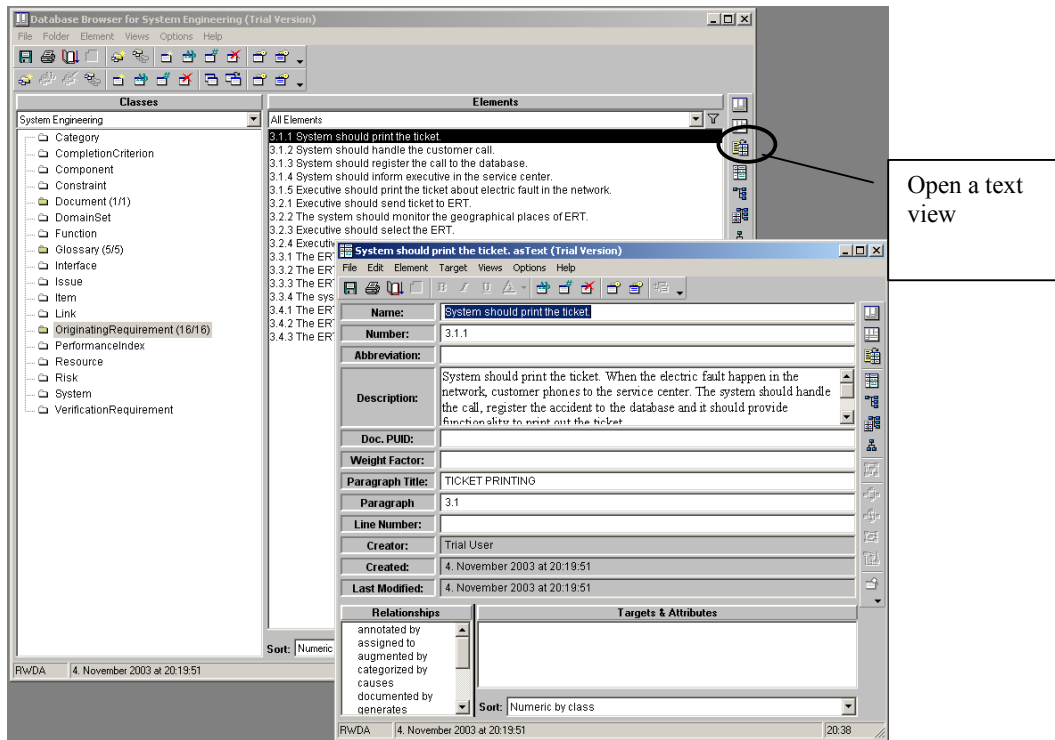 Database Browser for System Engineering (Trial Version)
File Folder Element Views Options Help
Classes
Elements
System Engineering
All Elements
Category
CompletionCriterion
Component
Constraint
Document (1/1)
DomainSet
Function
Glossary (5/5)
Interface
Issue
Item
Link
OriginatingRequirement (16/16)
PerformanceIndex
Resource
Risk
System
VerificationRequirement
3.1.1 System should print the ticket.
3.1.2 System should handle the customer call.
3.1.3 System should register the call to the database.
3.1.4 System should inform executive in the service center.
3.1.5 Executive should print the ticket about electric fault in the network.
3.2.1 Executive should send ticket to ERT.
3.2.2 The system should monitor the geographical places of ERT.
3.2.3 Executive should select the ERT.
3.2.4 Executiv
3.3.1 The ER
3.3.2 The ER
3.3.3 The ER
3.3.4 The sys
3.4.1 The ER
3.4.2 The ER
3.4.3 The ER
Sort: Numeric
RWDA 4. November 2003 at 20:19:51
Open a text
view
System should print the ticket. asText (Trial Version)
File Edit Element Target Views Options Help
B I U A
Name: System should print the ticket.
Number: 3.1.1
Abbreviation:
Description:
System should print the ticket. When the electric fault happen in the
network, customer phones to the service center. The system should handle
the call, register the accident to the database and it should provide
functionality to print out the ticket
Doc. PUID:
Weight Factor:
Paragraph Title: TICKET PRINTING
Paragraph 3.1
Line Number:
Creator: Trial User
Created: 4. November 2003 at 20:19:51
Last Modified: 4. November 2003 at 20:19:51
Relationships
Targets & Attributes
annotated by
assigned to
augmented by
categorized by
causes
documented by
generates
Sort: Numeric by class
RWDA 4. November 2003 at 20:19:51 20:38